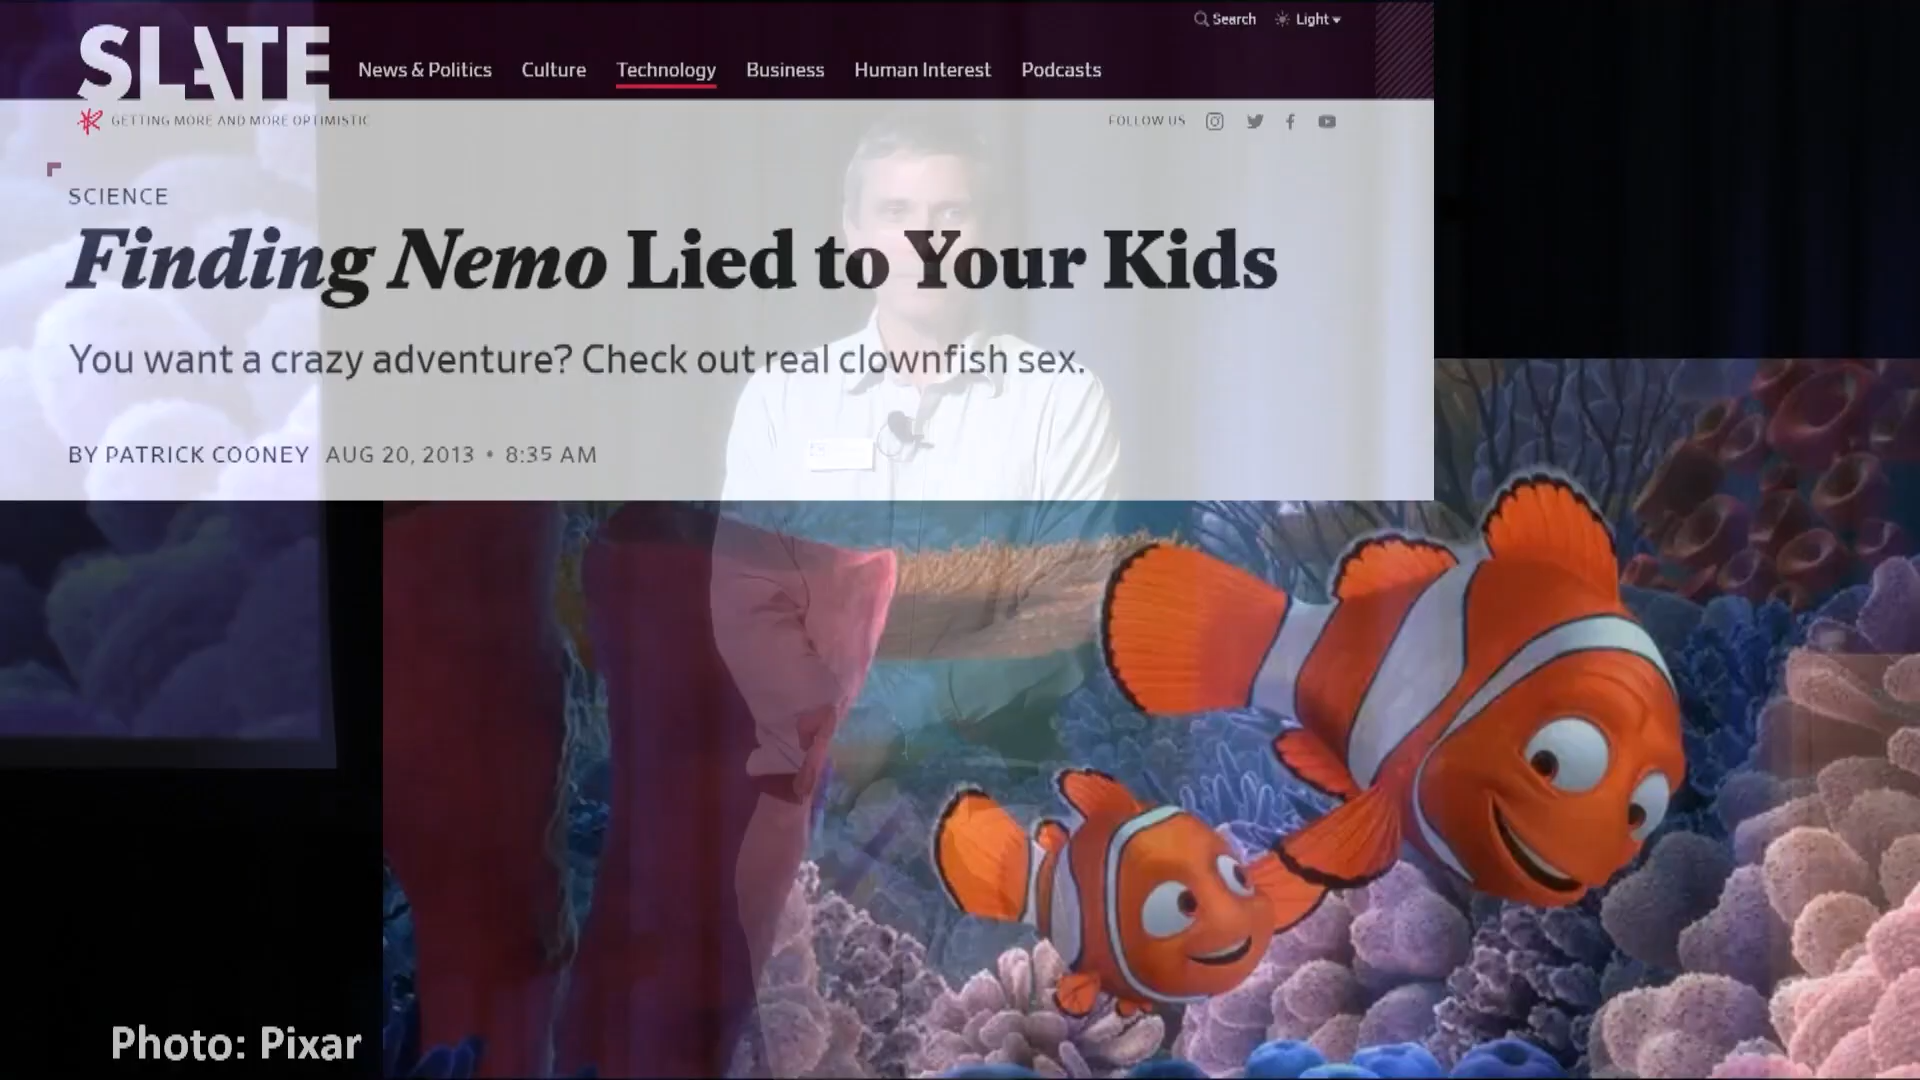 Search Light
SLATE
News & Politics Culture Technology Business Human Interest Podcasts
GETTING MORE AND MORE OPTIMISTIC
FOLLOW US
SCIENCE
Finding Nemo Lied to Your Kids
You want a crazy adventure? Check out real clownfish sex.
BY PATRICK COONEY AUG 20, 2013 • 8:35 AM
Photo: Pixar